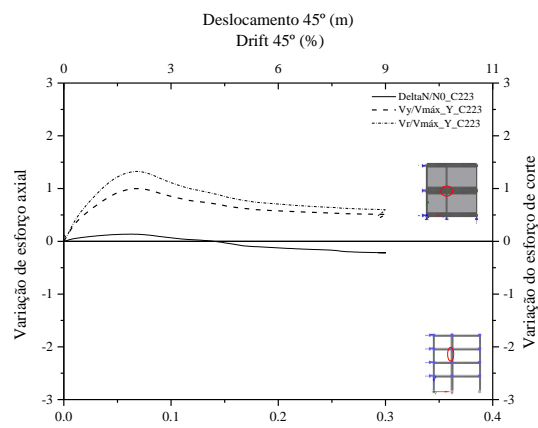 Deslocamento 45º (m)
Drift 45º (%)
0 3 6 9 11
DeltaN/N0_C223
Vy/Vmáx_Y_C223
Vr/Vmáx_Y_C223
Variação de esforço axial
3
2
1
0
-1
-2
-3
3
2
1
0
-1
-2
-3
Variação do esforço de corte
0.0 0.1 0.2 0.3 0.4